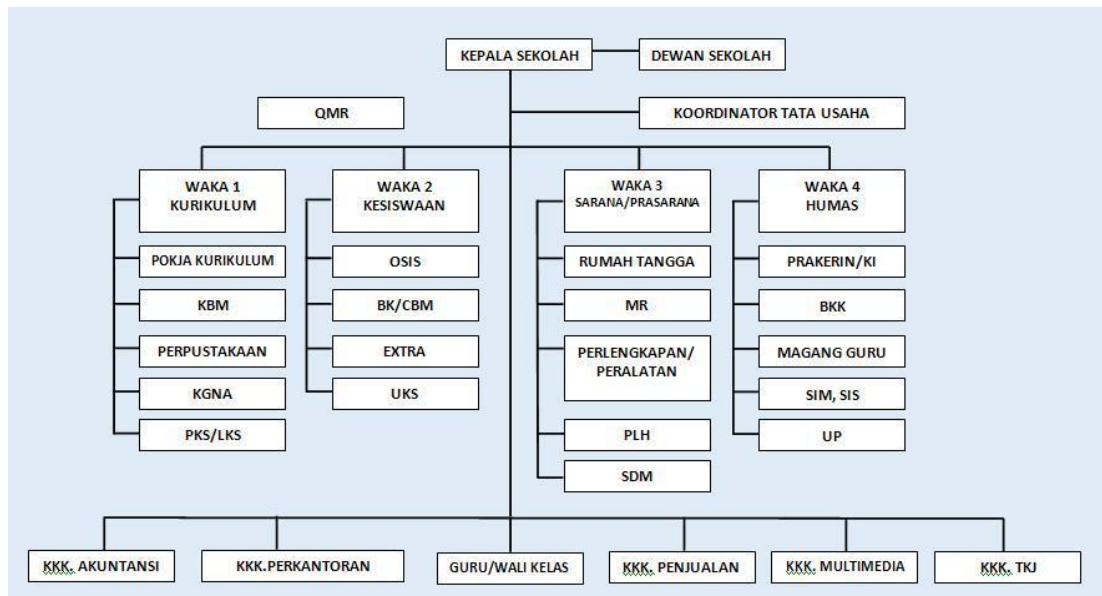 KEPALA SEKOLAH
DEWAN SEKOLAH
QMR
KOORDINATOR TATA USAHA
WAKA 1
KURIKULUM
POKJA KURIKULUM
KBM
PERPUSTAKAAN
KGNA
PKS/LKS
WAKA 2
KESISWAAN
OSIS
BK/CBM
EXTRA
UKS
WAKA 3
SARANA/PRASARANA
RUMAH TANGGA
MR
PERLENGKAPAN/
PERALATAN
PLH
SDM
WAKA 4
HUMAS
PRAKERIN/KI
BKK
MAGANG GURU
SIM, SIS
UP
KKK. AKUNTANSI
KKK.PERKANTORAN
GURU/WALI KELAS
KKK. PENJUALAN
KKK. MULTIMEDIA
KKK. TKJ